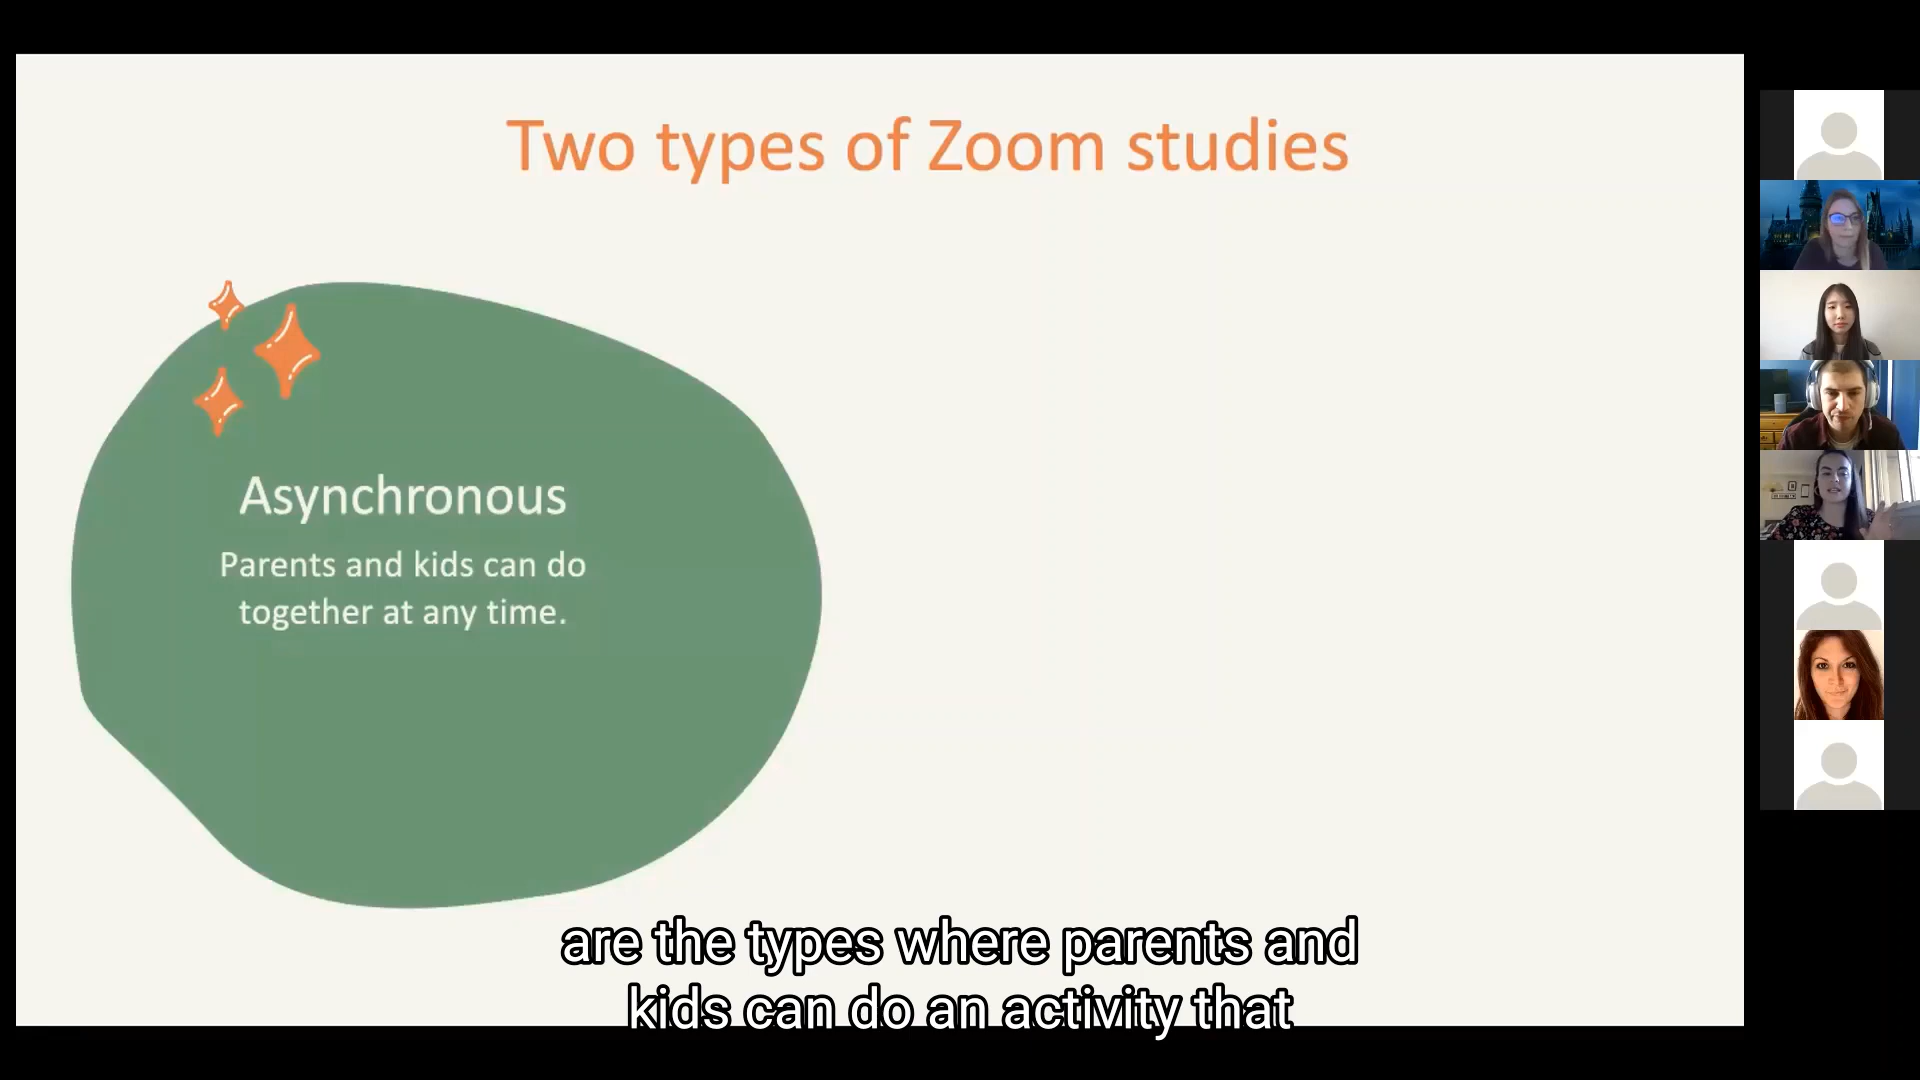 Two types of Zoom studies
Asynchronous
Parents and kids can do
together at any time.
are the types where parents and
kids can do an activity that